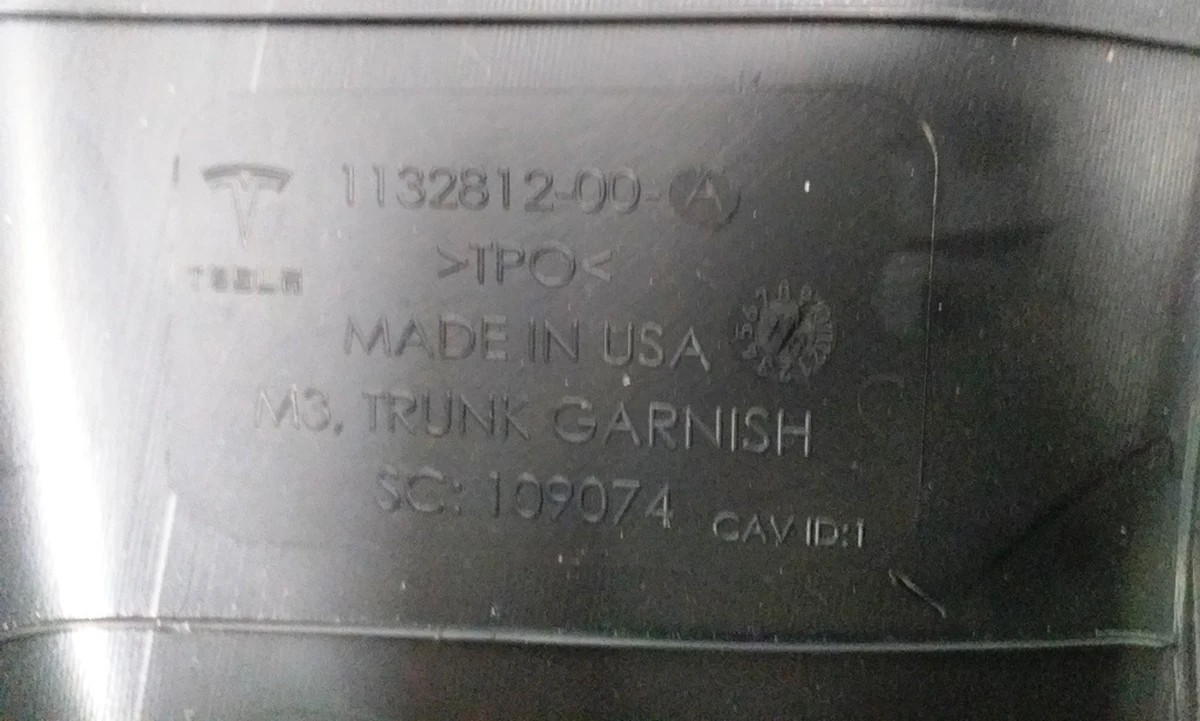 1132812-00-A
TESLA
>TPO<
MADE IN USA
M3, TRUNK GARNISH
SC: 109074
CAV ID:1